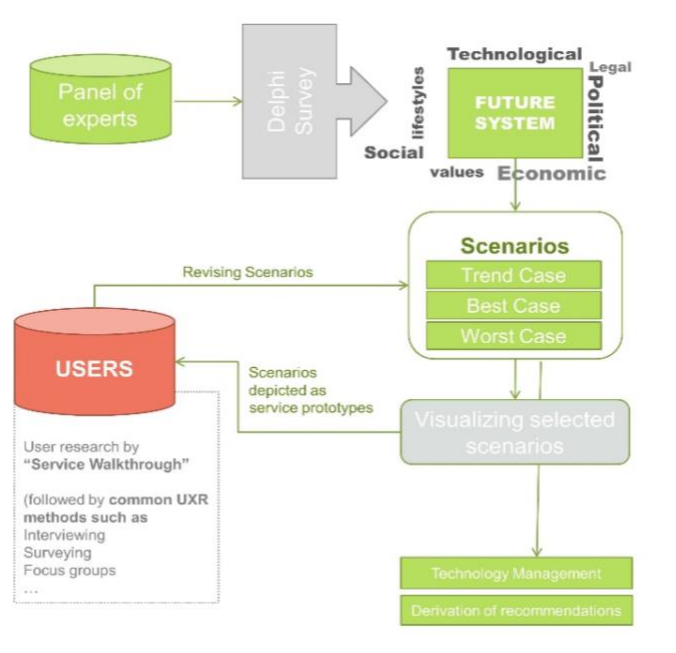 Panel of
experts
Delphi
Survey
Technological
Legal
lifestyles
FUTURE
SYSTEM
Political
Social
values
Economic
Scenarios
Trend Case
Best Case
Worst Case
Revising Scenarios
USERS
Scenarios
depicted as
service prototypes
Visualizing selected
scenarios
User research by
“Service Walkthrough”
(followed by common UXR
methods such as
Interviewing
Surveying
Focus groups
...
Technology Management
Derivation of recommendations